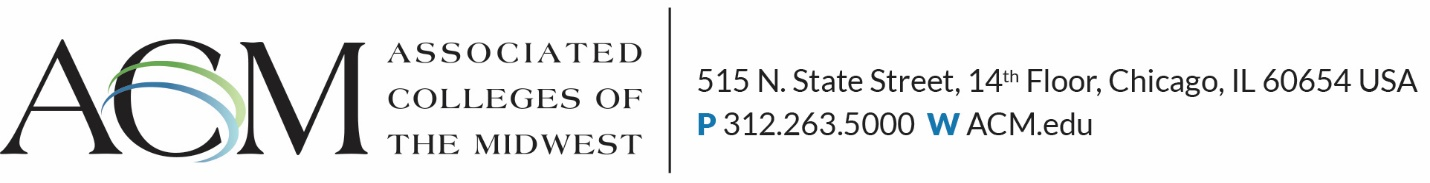 ACM
ASSOCIATED
COLLEGES OF
THE MIDWEST
515 N. State Street, 14th Floor, Chicago, IL 60654 USA
P 312.263.5000 W ACM.edu